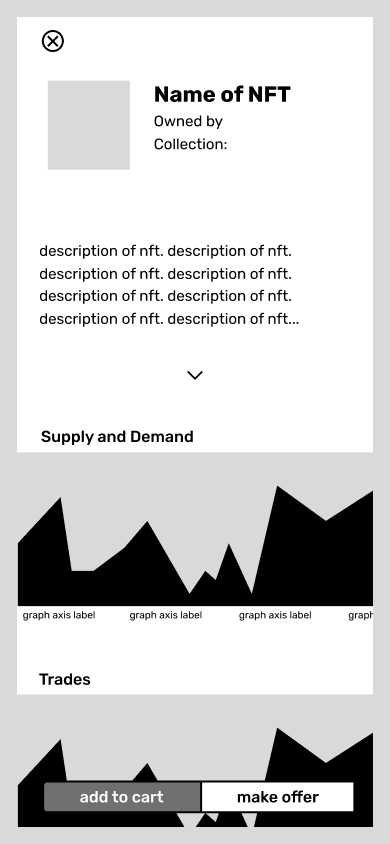 Name of NFT
Owned by
Collection:
description of nft. description of nft.
description of nft. description of nft.
description of nft. description of nft.
description of nft. description of nft...
Supply and Demand
graph axis label graph axis label graph axis label graph
Trades
add to cart make offer